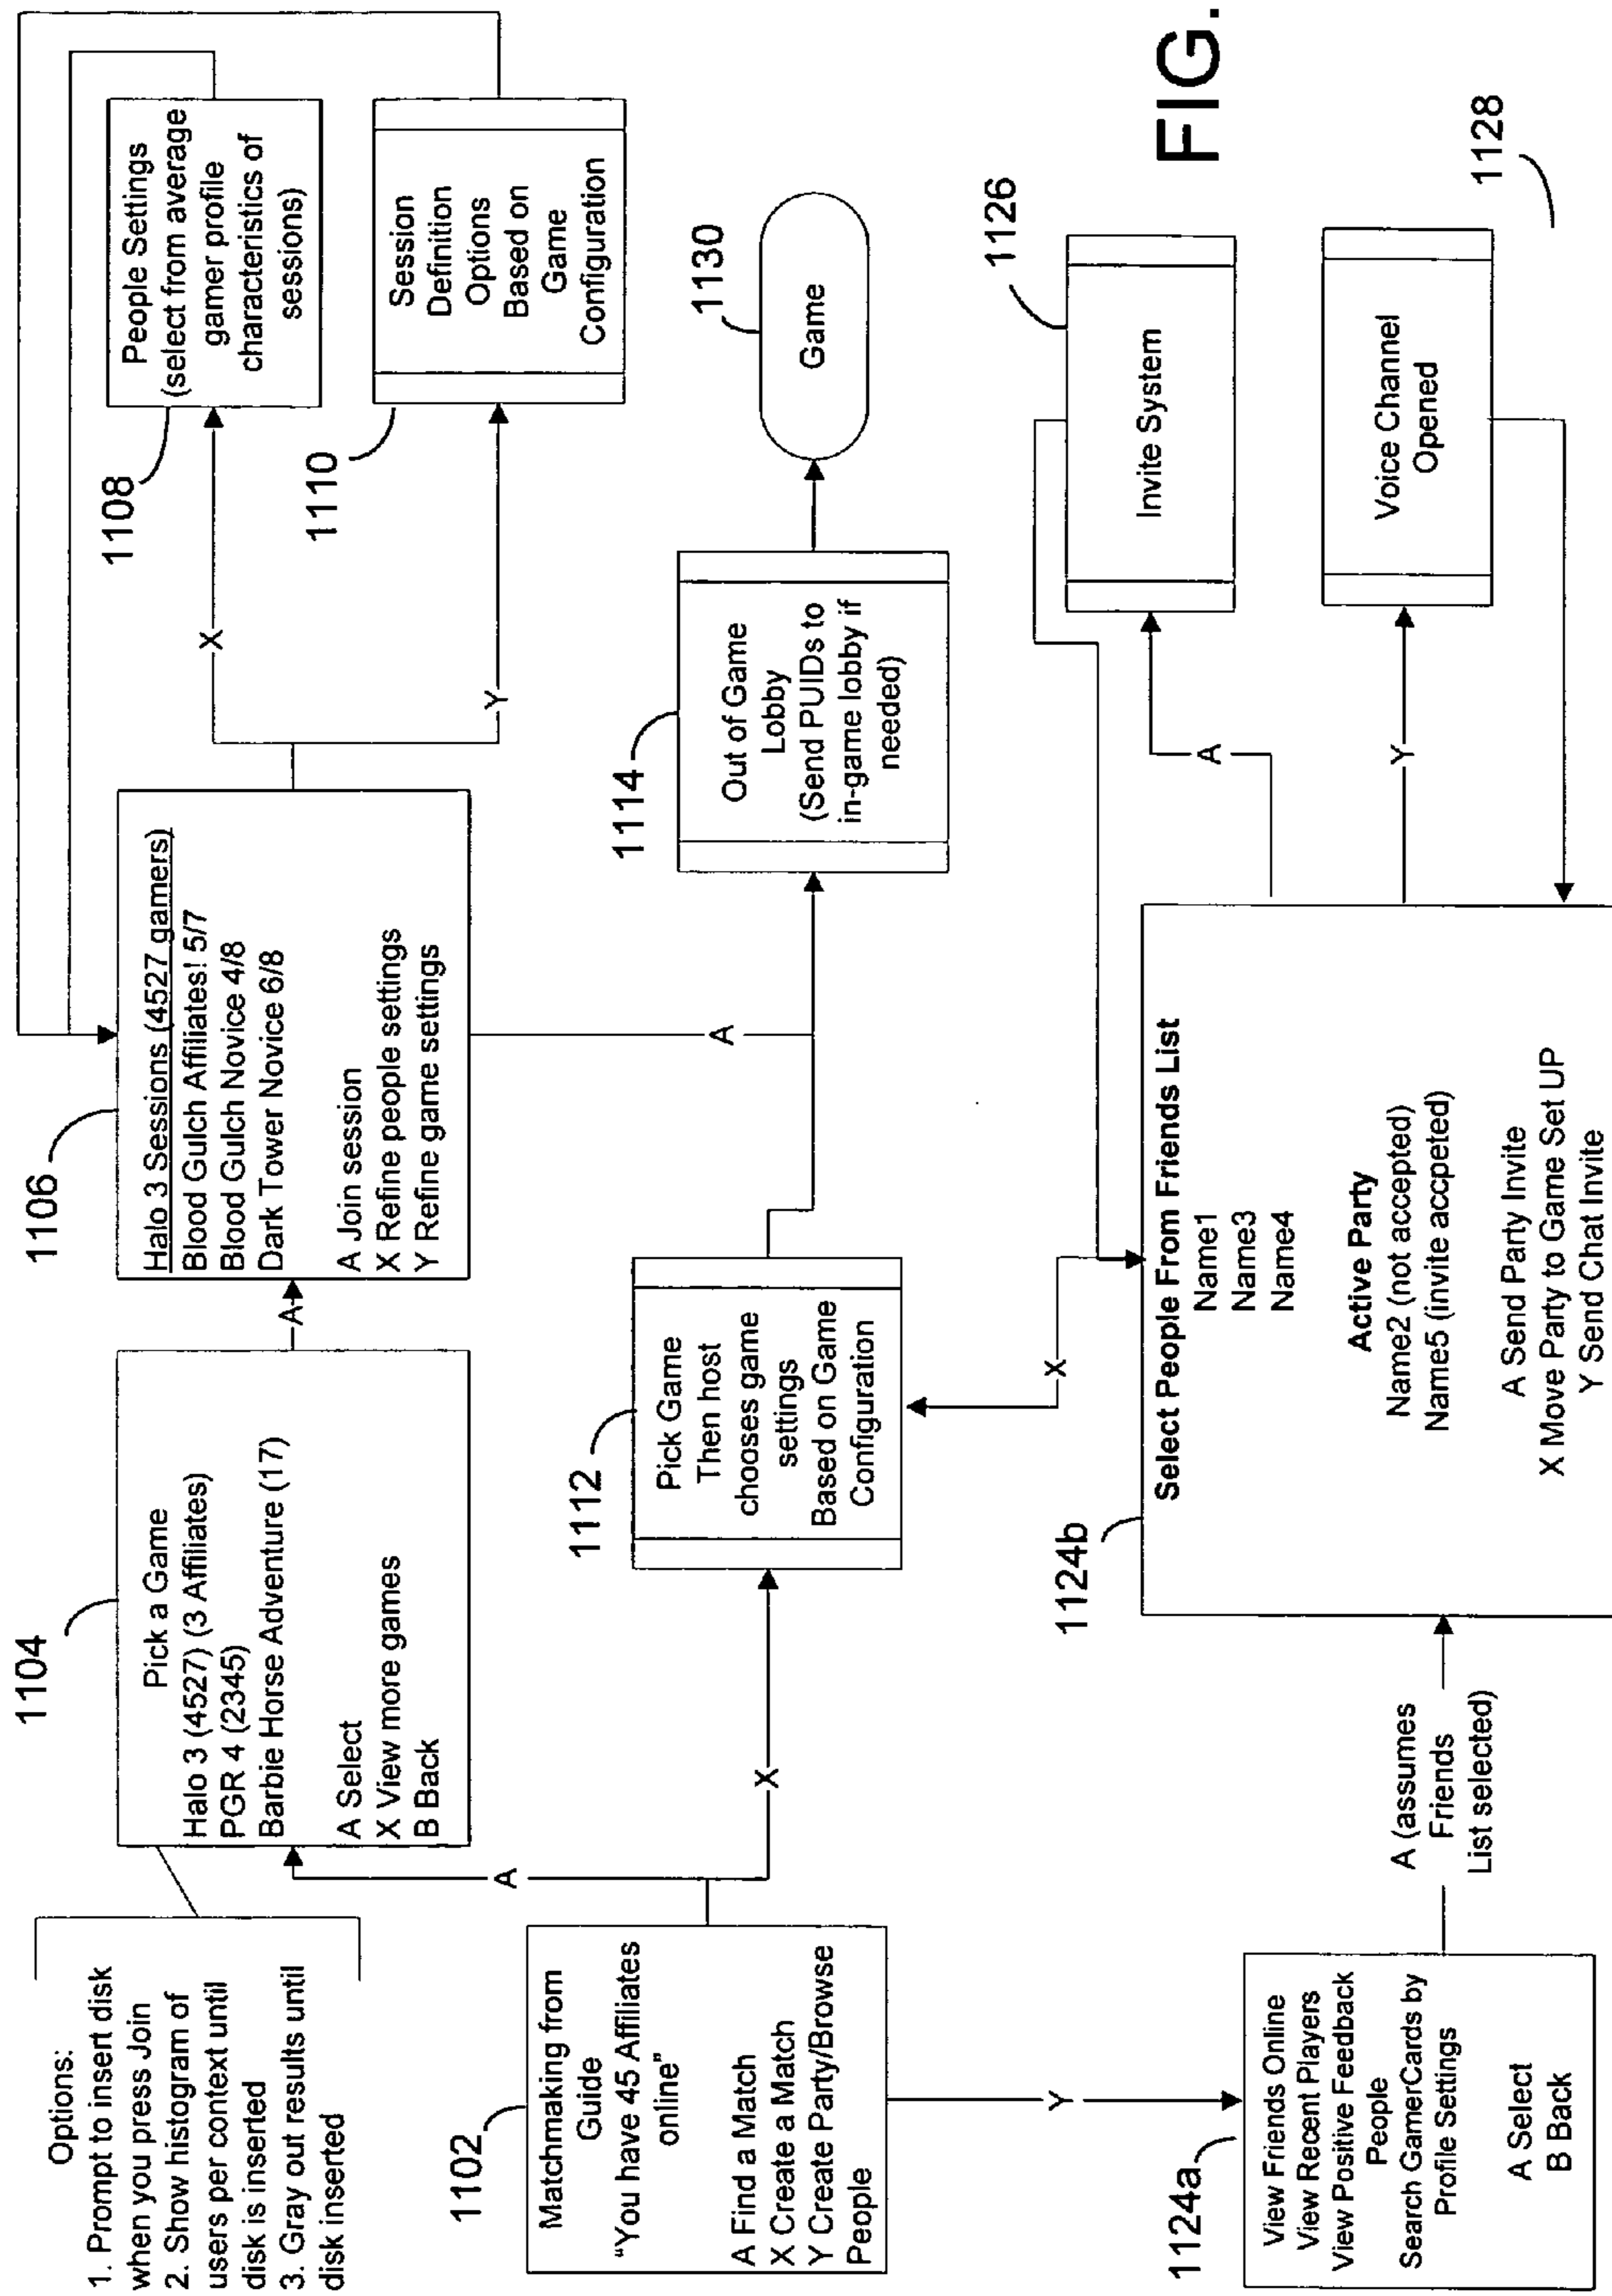 Options:
1. Prompt to insert disk
when you press Join
2. Show histogram of
users per context until
disk is inserted
3. Gray out results until
disk inserted
1104
Pick a Game
Halo 3 (4527) (3 Affiliates)
PGR 4 (2345)
Barbie Horse Adventure (17)
A Select
X View more games
B Back
A
1106
Halo 3 Sessions (4527 gamers)
Blood Gulch Affiliates! 5/7
Blood Gulch Novice 4/8
Dark Tower Novice 6/8
A Join session
X Refine people settings
Y Refine game settings
X
Y
1108
People Settings
(select from average
gamer profile
characteristics of
sessions)
1110
Session
Definition
Options
Based on
Game
Configuration
1102
Matchmaking from
Guide
“You have 45 Affiliates
online”
A Find a Match
X Create a Match
Y Create Party/Browse
People
A
X
1112
Pick Game
Then host
chooses game
settings
Based on Game
Configuration
A
1114
Out of Game
Lobby
(Send PUIDs to
in-game lobby if
needed)
1130
Game
Y
X
1124a
View Friends Online
View Recent Players
View Positive Feedback
People
Search GamerCards by
Profile Settings
A Select
B Back
A (assumes
Friends
List selected)
1124b
Select People From Friends List
Name1
Name3
Name4
Active Party
Name2 (not accepted)
Name5 (invite accpeted)
A Send Party Invite
X Move Party to Game Set UP
Y Send Chat Invite
A
Y
1126
Invite System
Voice Channel
Opened
1128
FIG.